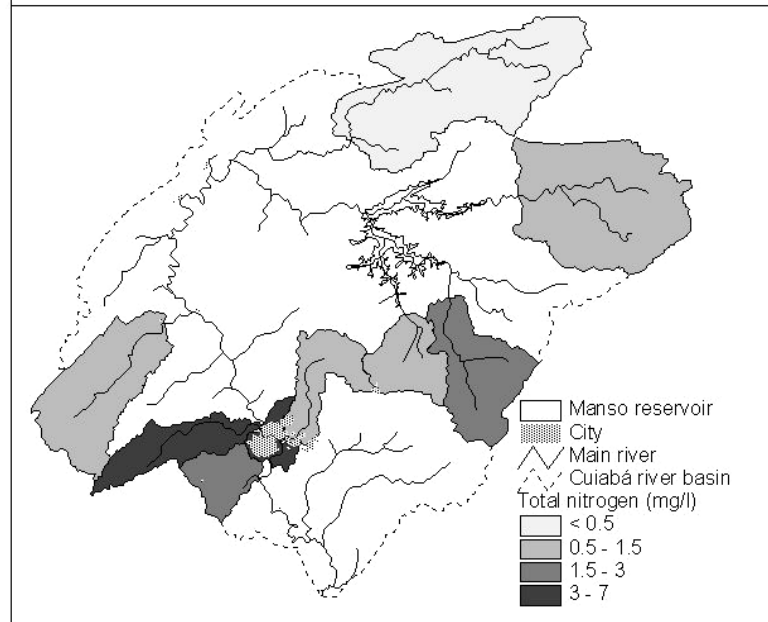 Manso reservoir
City
Main river
Cuiabá river basin
Total nitrogen (mg/l)
< 0.5
0.5 - 1.5
1.5 - 3
3 - 7